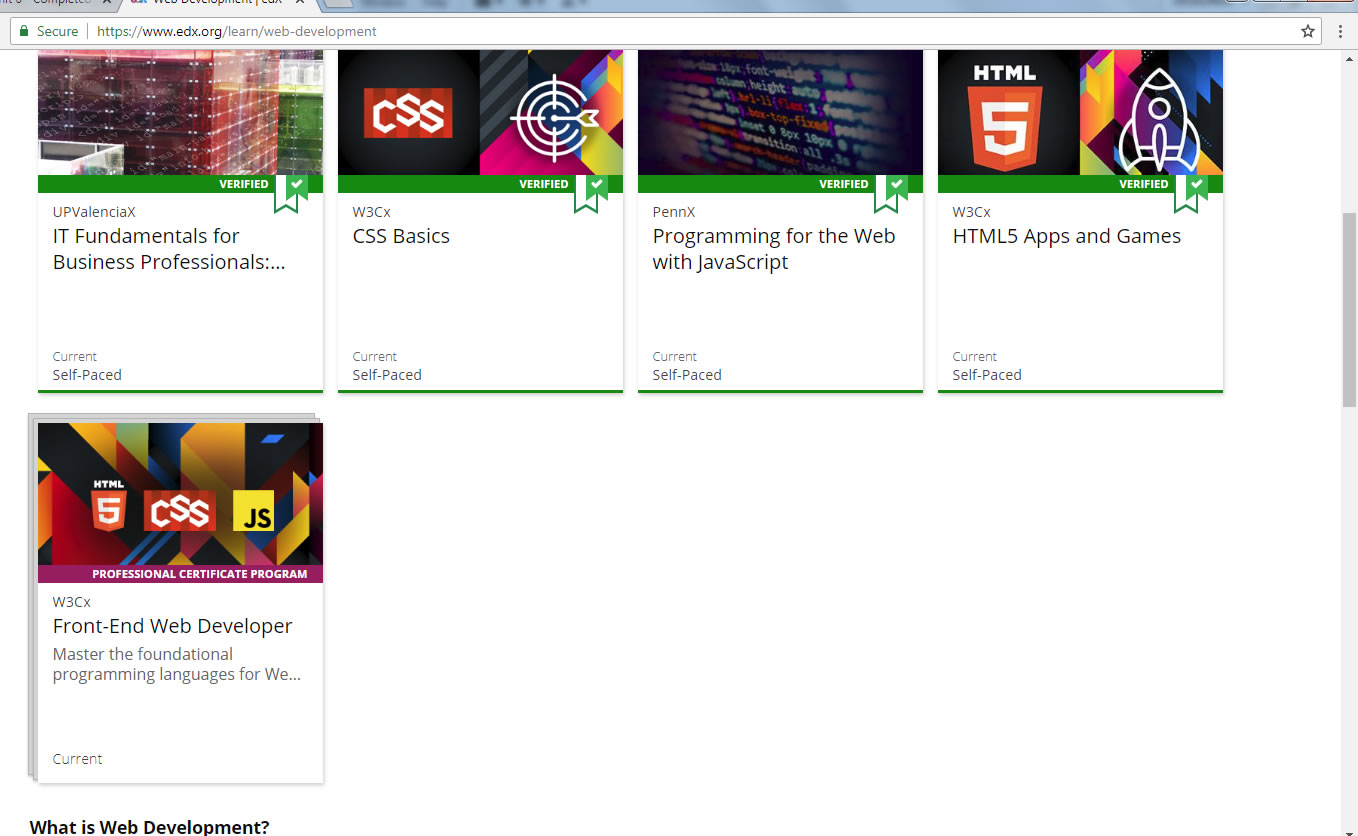 Web Development | edX
Secure
https://www.edx.org/learn/web-development
CSS
HTML
5
VERIFIED
VERIFIED
VERIFIED
VERIFIED
UPValenciaX
IT Fundamentals for
Business Professionals:...
Current
Self-Paced
W3Cx
CSS Basics
Current
Self-Paced
PennX
Programming for the Web
with JavaScript
Current
Self-Paced
W3Cx
HTML5 Apps and Games
Current
Self-Paced
HTML
5
CSS
JS
PROFESSIONAL CERTIFICATE PROGRAM
W3Cx
Front-End Web Developer
Master the foundational
programming languages for We...
Current
What is Web Development?